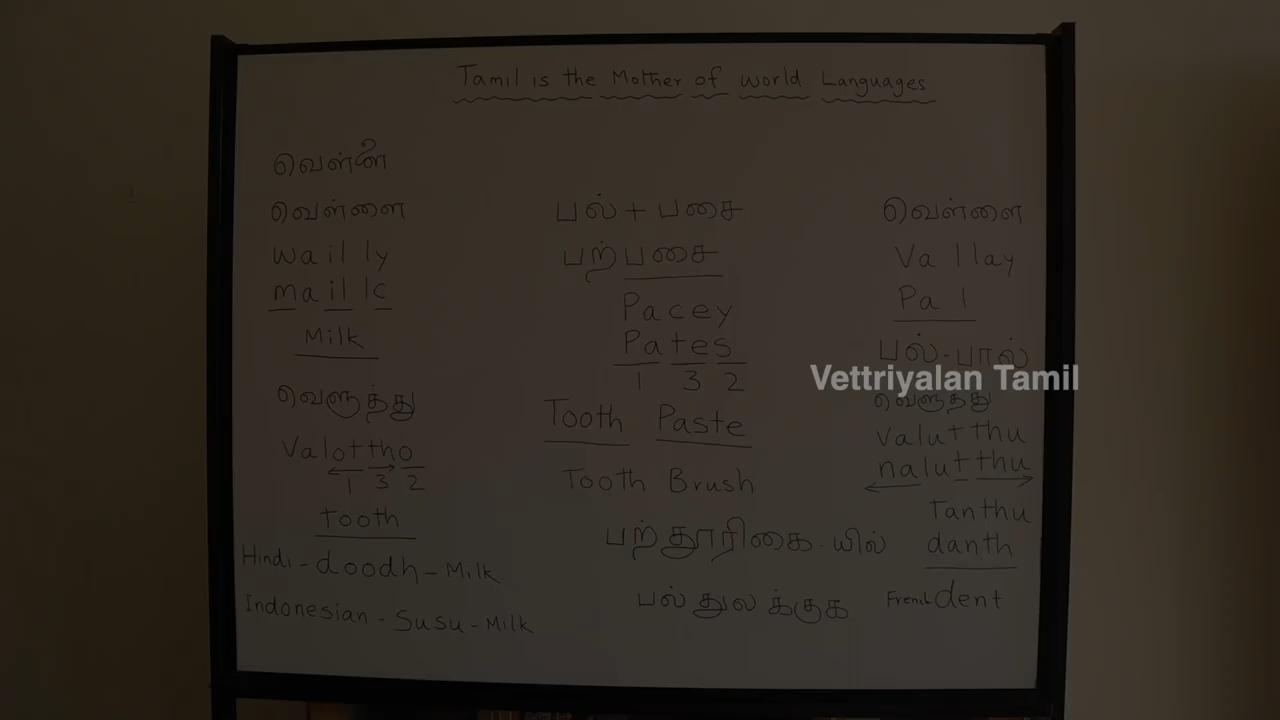 Tamil is the Mother of world Languages
வெள்ளை
wailly
maillc
Milk
வெளுத்து
Valottho
1 3 2
tooth
Hindi - doodh - Milk
Indonesian - Susu - Milk
பல் + பசை
பற்பசை
Pacey
Pates
1 3 2
Tooth Paste
Tooth Brush
பற்தூரிகை-யில்
பல் துலக்குக
வெள்ளை
Vallay
Pal
பல்-பால்
Vettriyalan Tamil
வெளுத்து
Valutthu
nalutthu
Tanthu
danth
French dent